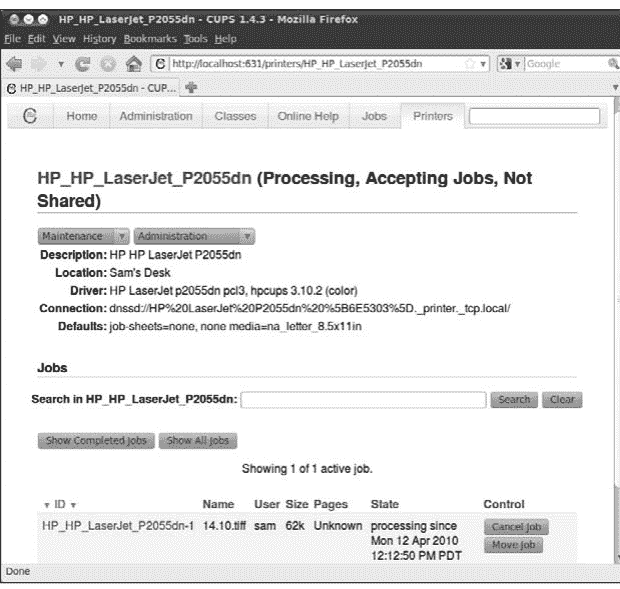 HP_HP_LaserJet_P2055dn - CUPS 1.4.3 - Mozilla Firefox
File Edit View History Bookmarks Tools Help
http://localhost:631/printers/HP_HP_LaserJet_P2055dn Google
HP_HP_LaserJet_P2055dn - CUP...
Home Administration Classes Online Help Jobs Printers
HP_HP_LaserJet_P2055dn (Processing, Accepting Jobs, Not
Shared)
Maintenance Administration
Description: HP HP LaserJet P2055dn
Location: Sam's Desk
Driver: HP LaserJet p2055dn pcl3, hpcups 3.10.2 (color)
Connection: dnssd://HP%20LaserJet%20P2055dn%20%5B6E5303%5D._printer._tcp.local/
Defaults: job-sheets=none, none media=na_letter_8.5x11in
Jobs
Search in HP_HP_LaserJet_P2055dn: Search Clear
Show Completed Jobs Show All Jobs
Showing 1 of 1 active job.
ID Name User Size Pages State Control
HP_HP_LaserJet_P2055dn-1 14.10.tiff sam 62k Unknown processing since Cancel Job
Mon 12 Apr 2010 Move Job
12:12:50 PM PDT
Done